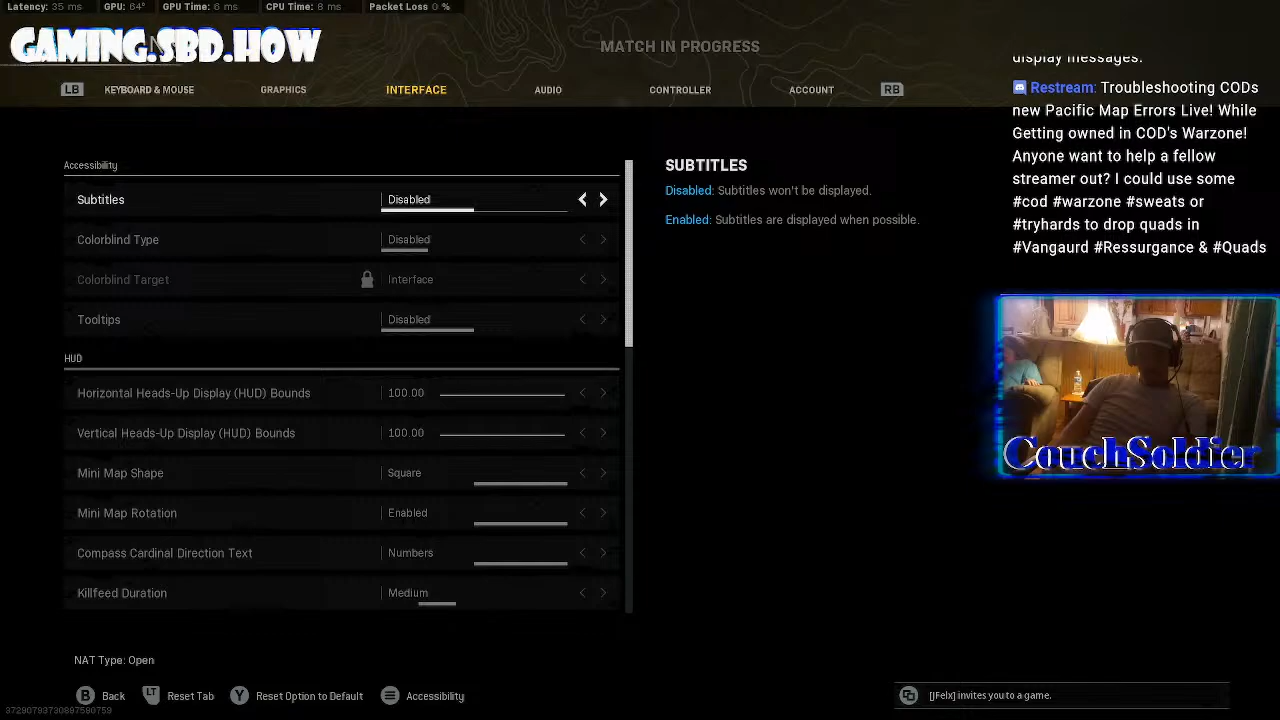 Latency: 35 ms GPU: 64° GPU Time: 6 ms CPU Time: 8 ms Packet Loss 0 %
GAMING.SBD.HOW
MATCH IN PROGRESS
LB KEYBOARD & MOUSE GRAPHICS INTERFACE AUDIO CONTROLLER ACCOUNT RB
display messages.
Restream: Troubleshooting CODs
new Pacific Map Errors Live! While
Getting owned in COD's Warzone!
Anyone want to help a fellow
streamer out? I could use some
#cod #warzone #sweats or
#tryhards to drop quads in
#Vangaurd #Ressurgance & #Quads
Accessibility
Subtitles Disabled
Colorblind Type Disabled
Colorblind Target Interface
Tooltips Disabled
HUD
Horizontal Heads-Up Display (HUD) Bounds 100.00
Vertical Heads-Up Display (HUD) Bounds 100.00
Mini Map Shape Square
Mini Map Rotation Enabled
Compass Cardinal Direction Text Numbers
Killfeed Duration Medium
SUBTITLES
Disabled: Subtitles won't be displayed.
Enabled: Subtitles are displayed when possible.
CouchSoldier
NAT Type: Open
B Back LT Reset Tab Y Reset Option to Default Accessibility
[JFelx] invites you to a game.